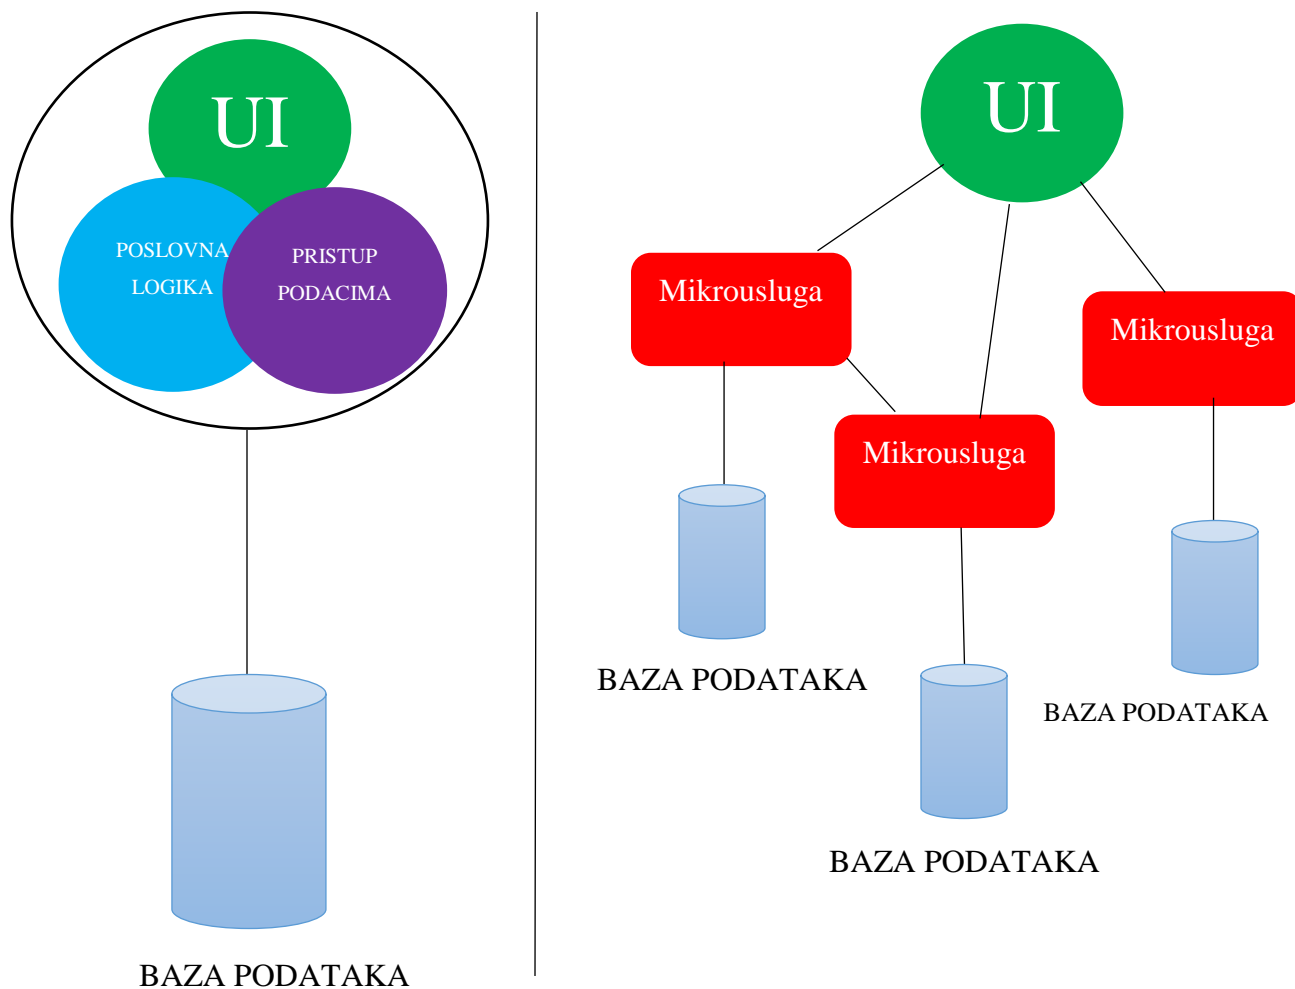 UI
POSLOVNA
LOGIKA
PRISTUP
PODACIMA
BAZA PODATAKA
UI
Mikrousluga
Mikrousluga
Mikrousluga
BAZA PODATAKA
BAZA PODATAKA
BAZA PODATAKA